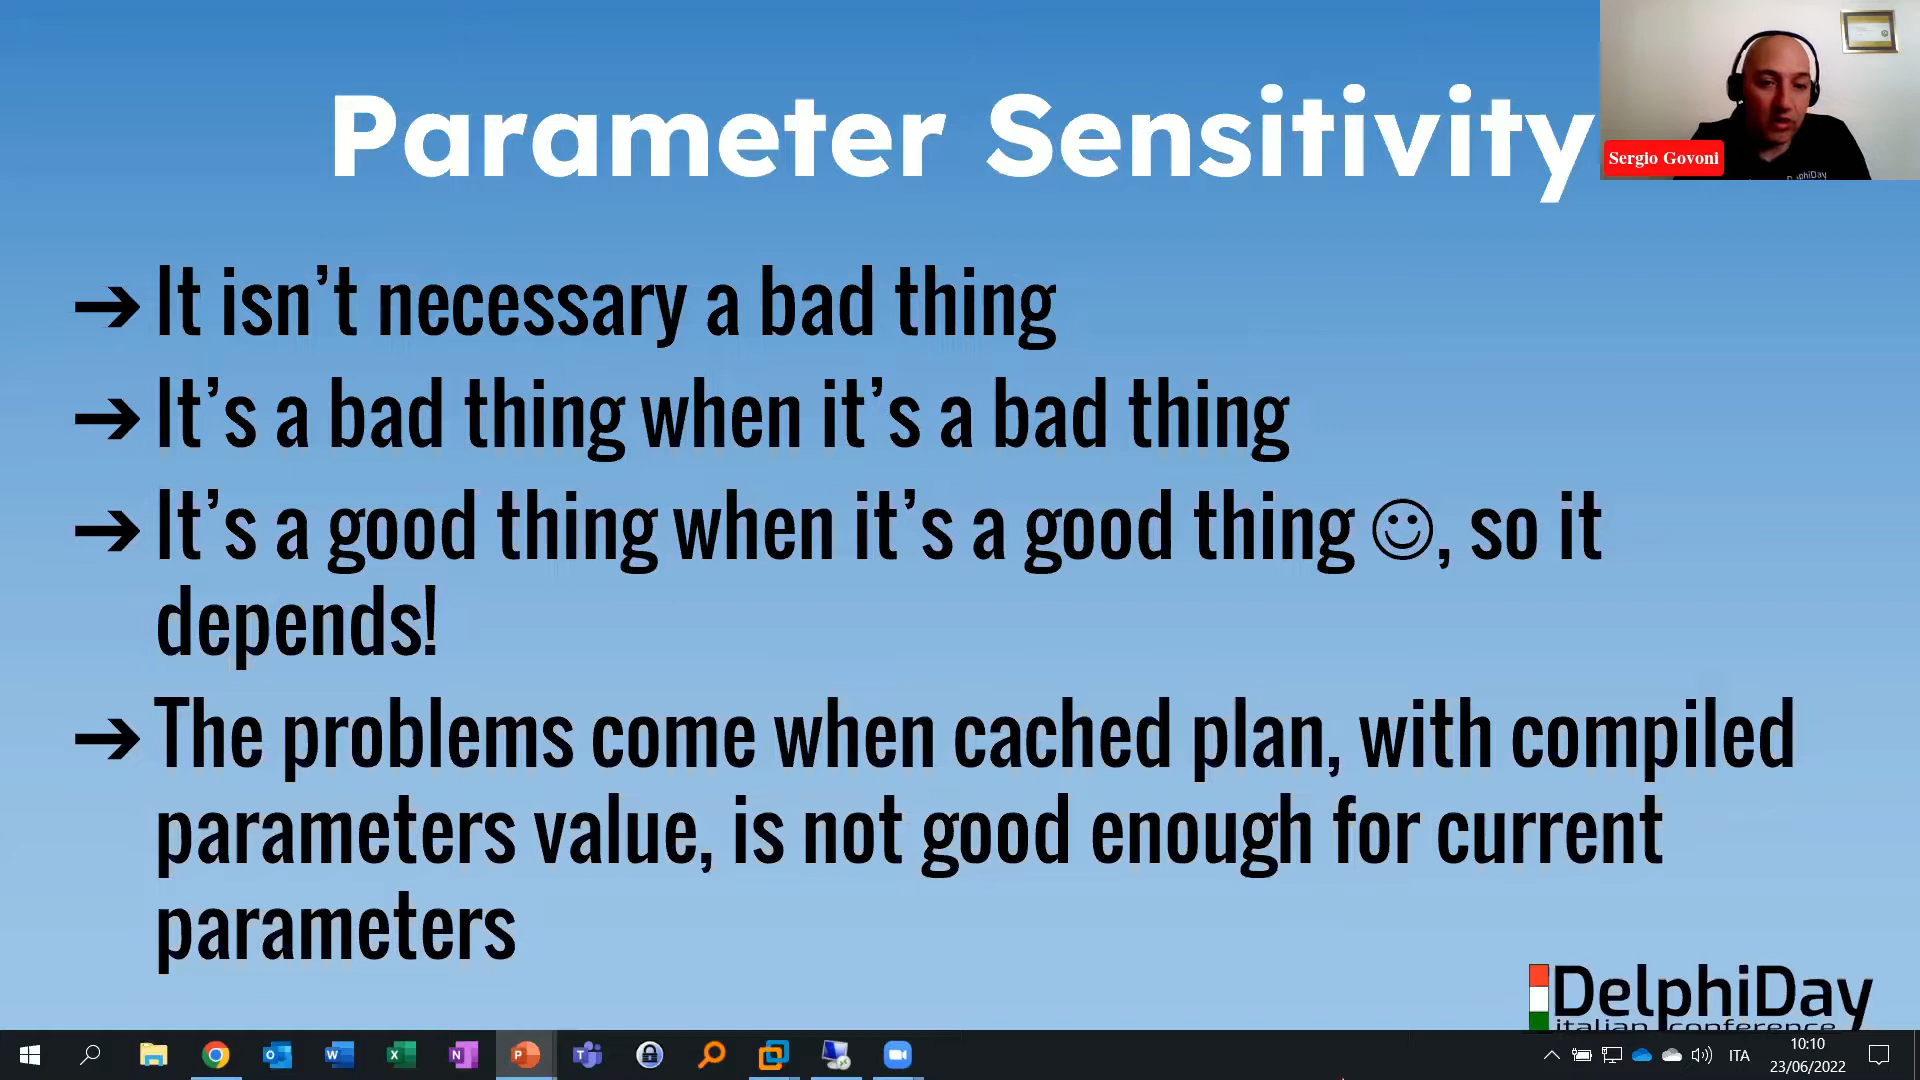 Parameter Sensitivity
Sergio Govoni
➔ It isn’t necessary a bad thing
➔ It’s a bad thing when it’s a bad thing
➔ It’s a good thing when it’s a good thing ☺, so it
depends!
➔ The problems come when cached plan, with compiled
parameters value, is not good enough for current
parameters
DelphiDay
italian conference
ITA
10:10
23/06/2022